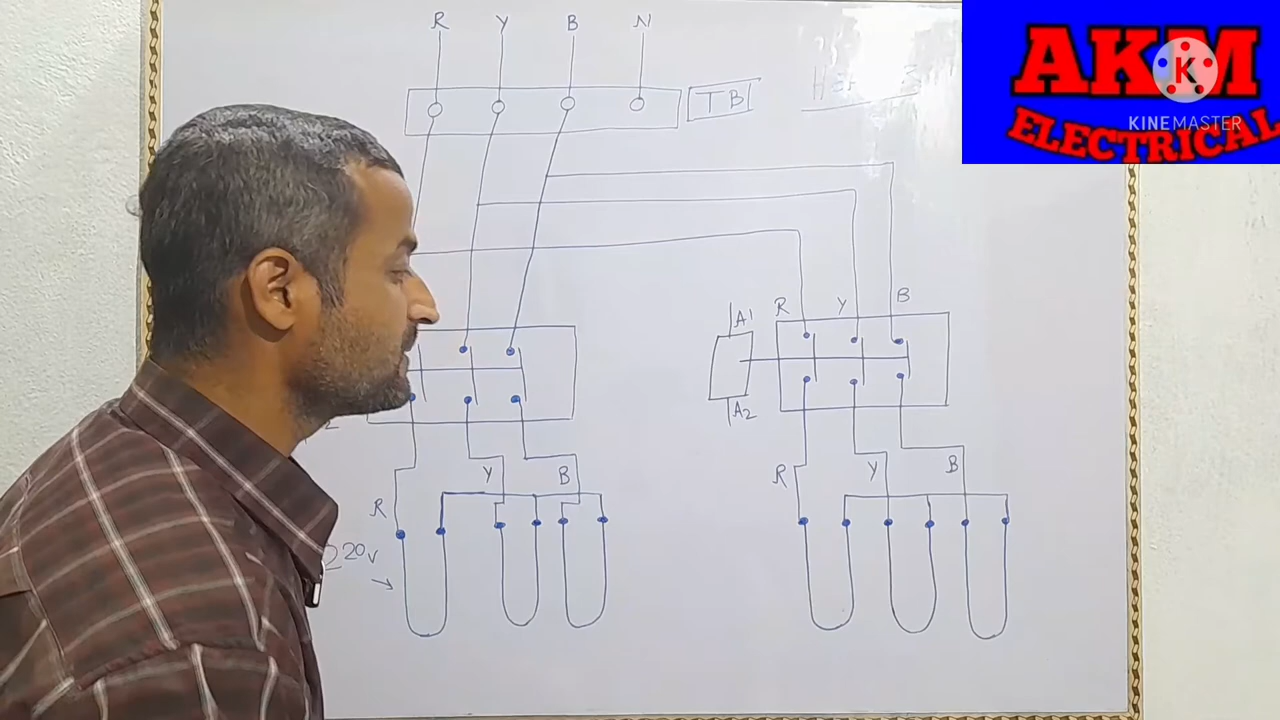 R Y B N
TB
AKM
K
KINEMASTER
ELECTRICAL
A1 R Y B
A2
R Y B
R Y B
220v